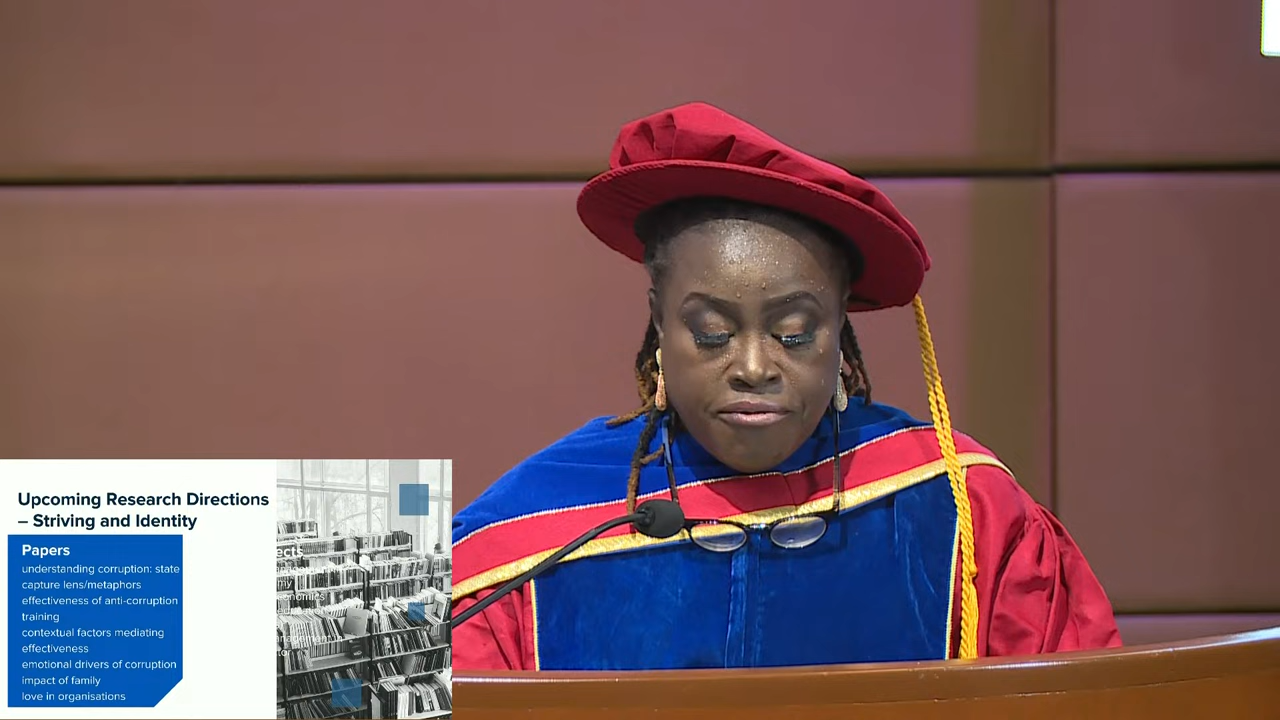 Upcoming Research Directions
– Striving and Identity
Papers
understanding corruption: state
capture lens/metaphors
effectiveness of anti-corruption
training
contextual factors mediating
effectiveness
emotional drivers of corruption
impact of family
love in organisations